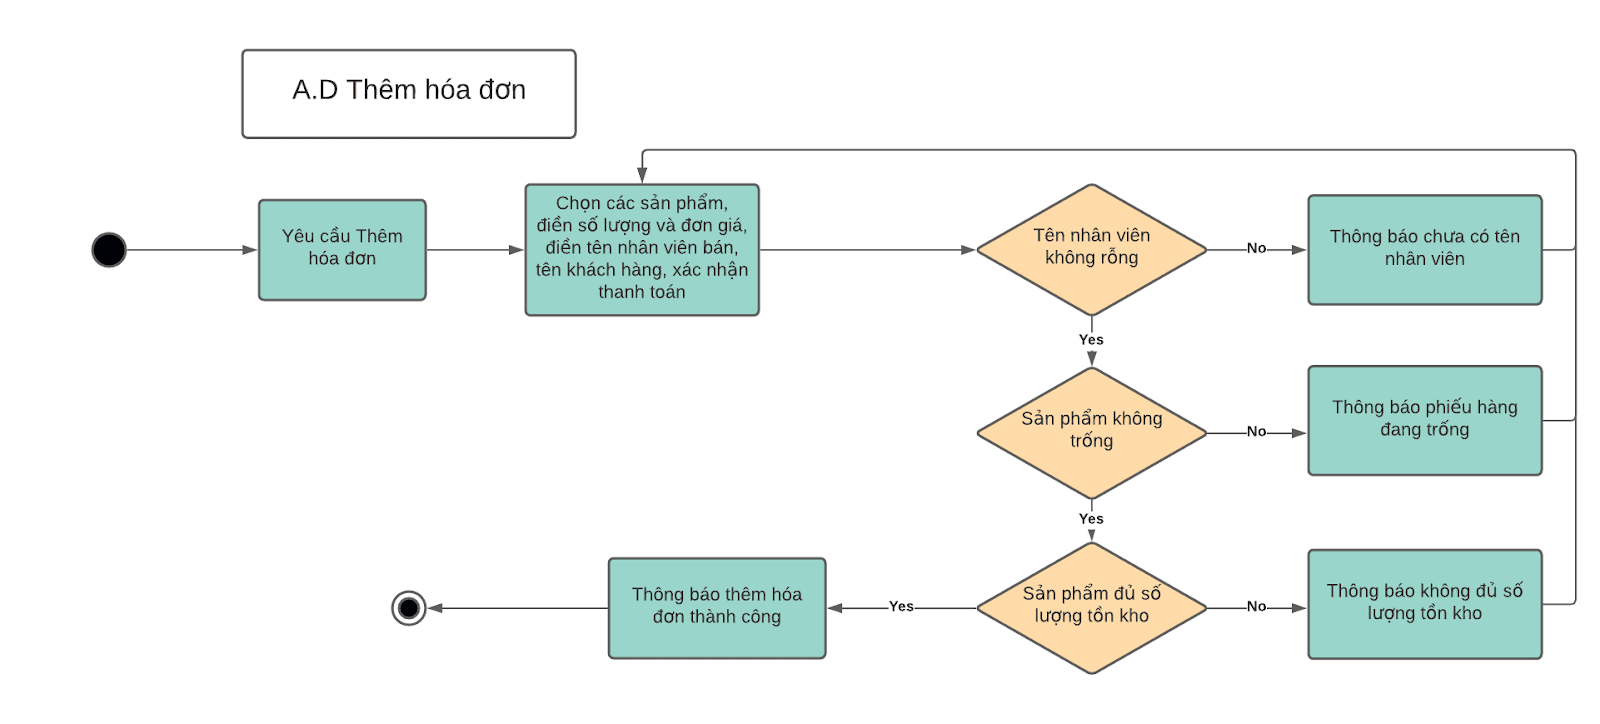 A.D Thêm hóa đơn
Yêu cầu Thêm
hóa đơn
Chọn các sản phẩm,
điền số lượng và đơn giá,
điền tên nhân viên bán,
tên khách hàng, xác nhận
thanh toán
Tên nhân viên
không rỗng
No
Thông báo chưa có tên
nhân viên
Yes
Sản phẩm không
trống
No
Thông báo phiếu hàng
đang trống
Yes
Sản phẩm đủ số
lượng tồn kho
No
Thông báo không đủ số
lượng tồn kho
Yes
Thông báo thêm hóa
đơn thành công